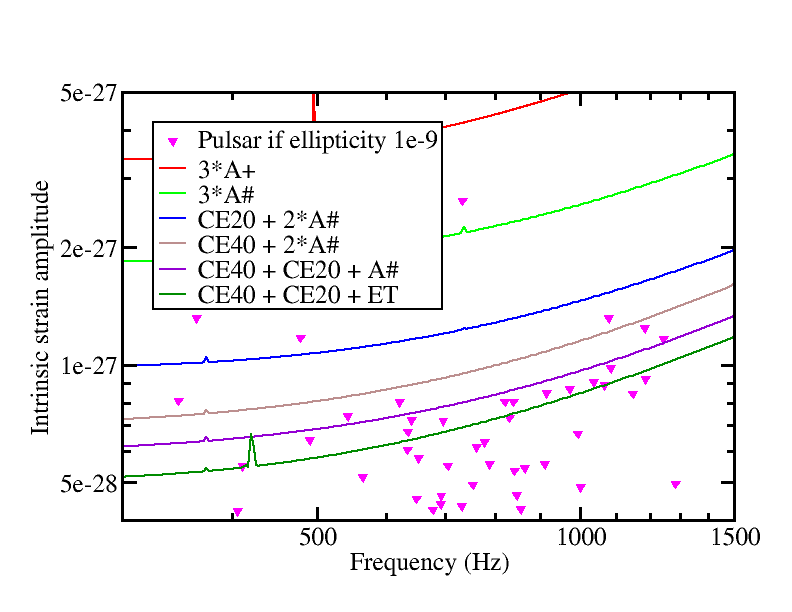 5e-27
2e-27
1e-27
5e-28
Intrinsic strain amplitude
Pulsar if ellipticity 1e-9
3*A+
3*A#
CE20 + 2*A#
CE40 + 2*A#
CE40 + CE20 + A#
CE40 + CE20 + ET
500
1000
1500
Frequency (Hz)